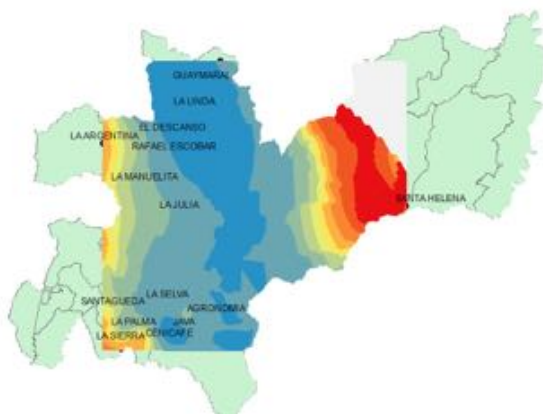 GUAYMARAL
LA LINDA
EL DESCANSO
LA ARGENTINA
RAFAEL ESCOBAR
LA MANUELITA
LA JULIA
SANTA HELENA
LA SELVA
SANTAGUEDA
AGRONOMIA
LA PALMA
JAVA
CENICAFE
LA SIERRA